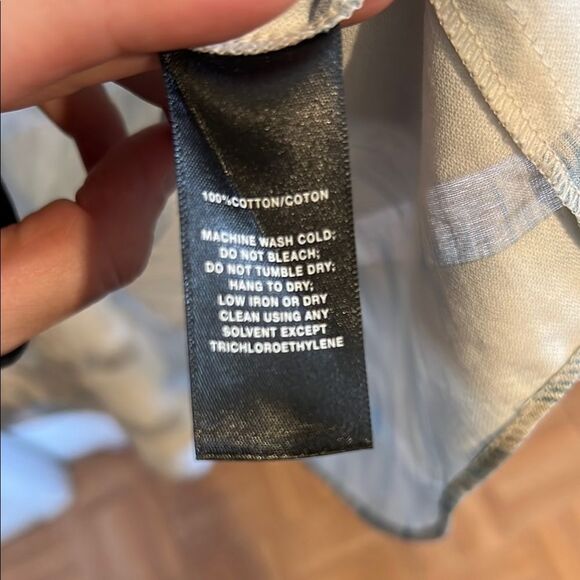 100%COTTON/COTON
MACHINE WASH COLD;
DO NOT BLEACH;
DO NOT TUMBLE DRY;
HANG TO DRY;
LOW IRON OR DRY
CLEAN USING ANY
SOLVENT EXCEPT
TRICHLOROETHYLENE